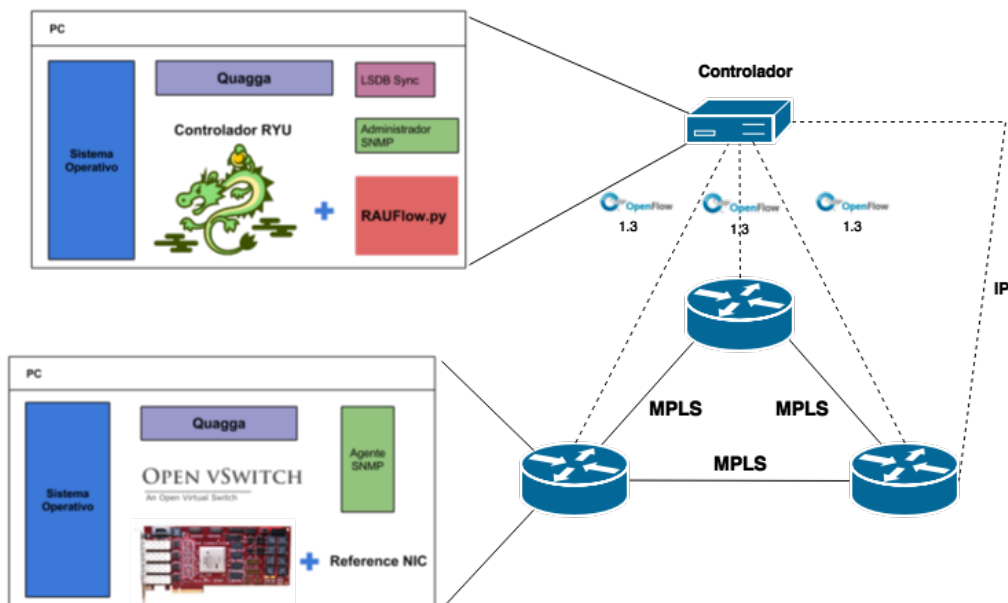 PC
Quagga
LSDB Sync
Controlador RYU
Administrador
SNMP
Sistema
Operativo
RAUFlow.py
Controlador
OpenFlow
1.3
OpenFlow
1.3
OpenFlow
1.3
IP
MPLS
MPLS
MPLS
PC
Quagga
OPEN VSWITCH
An Open Virtual Switch
Agente
SNMP
Sistema
Operativo
Reference NIC